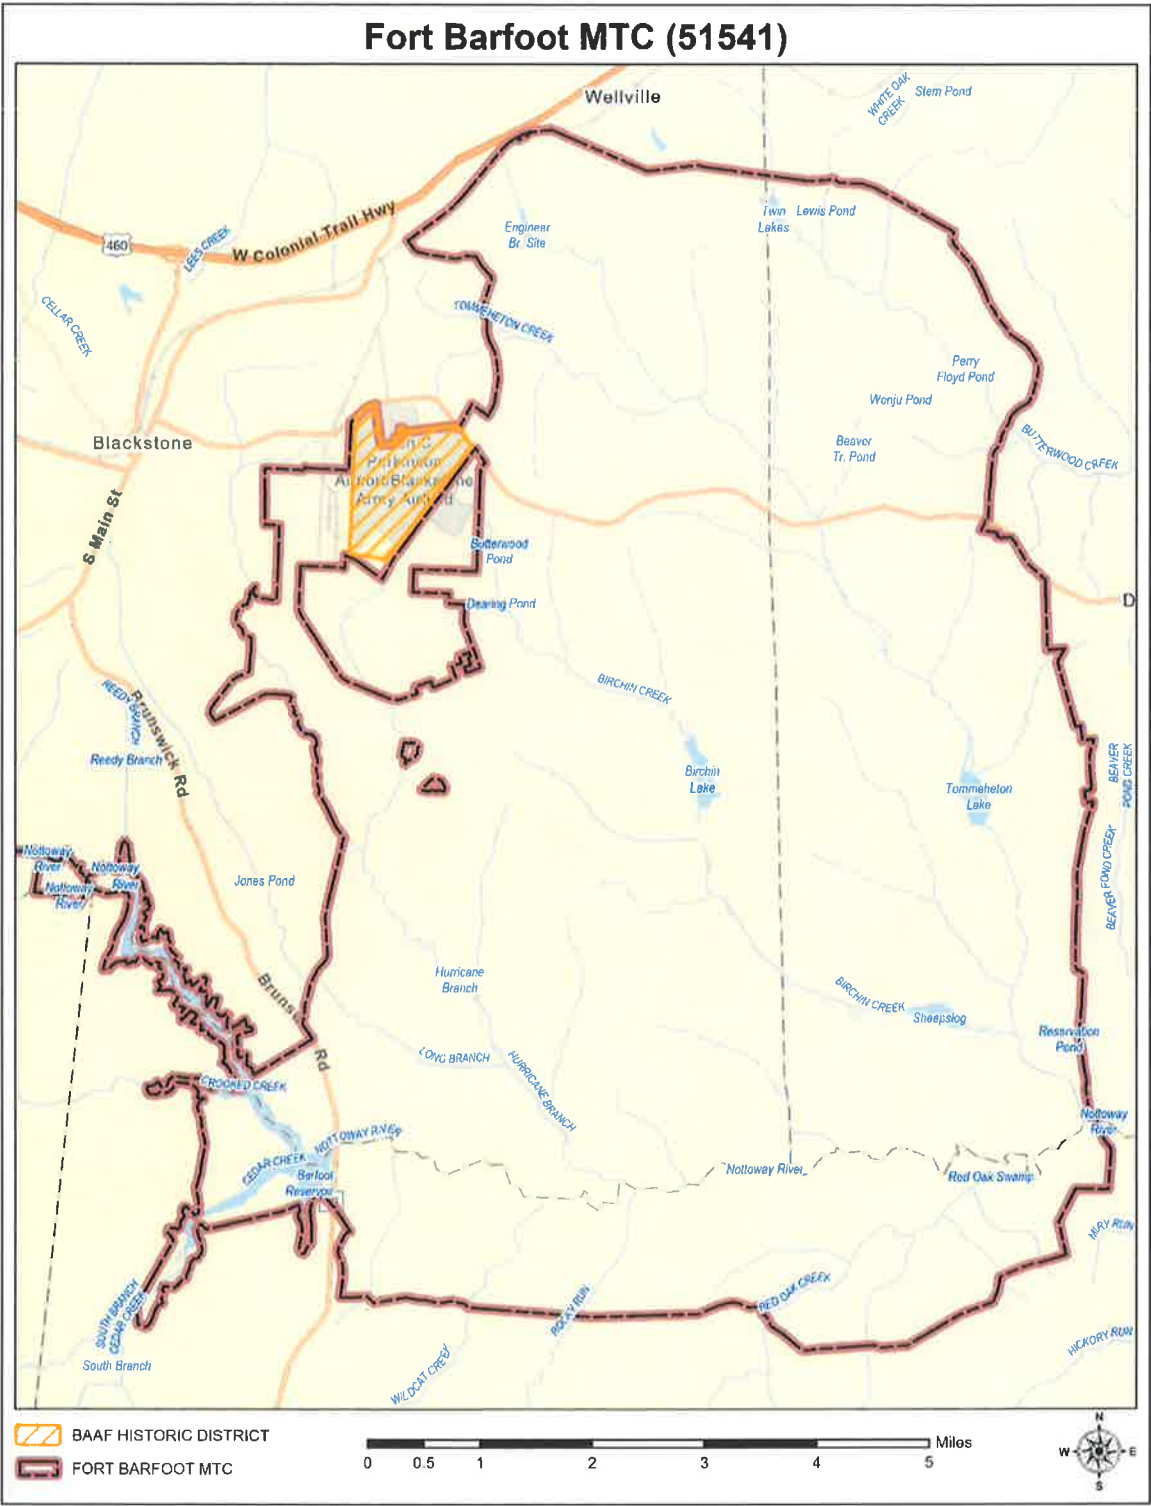 Fort Barfoot MTC (51541)
Wellville
WHITE OAK
CREEK
Stem Pond
Twin
Lakes
Lewis Pond
Engineer
Br. Site
W Colonial Trail Hwy
460
LEES CREEK
CELLAR CREEK
TOMMEHETON CREEK
Perry
Floyd Pond
Wonju Pond
Beaver
Tr. Pond
BUTTERWOOD CREEK
Blackstone
Army Airfield
S Main St
Butterwood
Pond
Dearing Pond
D
BIRCHIN CREEK
REEDY BRANCH
Brunswick Rd
Reedy Branch
Birchin
Lake
Tommeheton
Lake
BEAVER
POND CREEK
BEAVER POND CREEK
Nottoway
River
Nottoway
River
Nottoway
River
Jones Pond
Hurricane
Branch
BIRCHIN CREEK
Sheepslog
Reservation
Pond
Bruns
Rd
LONG BRANCH
HURRICANE BRANCH
CROOKED CREEK
Nottoway
River
NOTTOWAY RIVER
CEDAR CREEK
Barfoot
Reservoir
Nottoway River
Red Oak Swamp
MIRY RUN
SOUTH BRANCH
CEDAR CREEK
South Branch
ROCKY RUN
RED OAK CREEK
WILDCAT CREEK
HICKORY RUN
BAAF HISTORIC DISTRICT
FORT BARFOOT MTC
Miles
0 0.5 1 2 3 4 5
N
W E
S